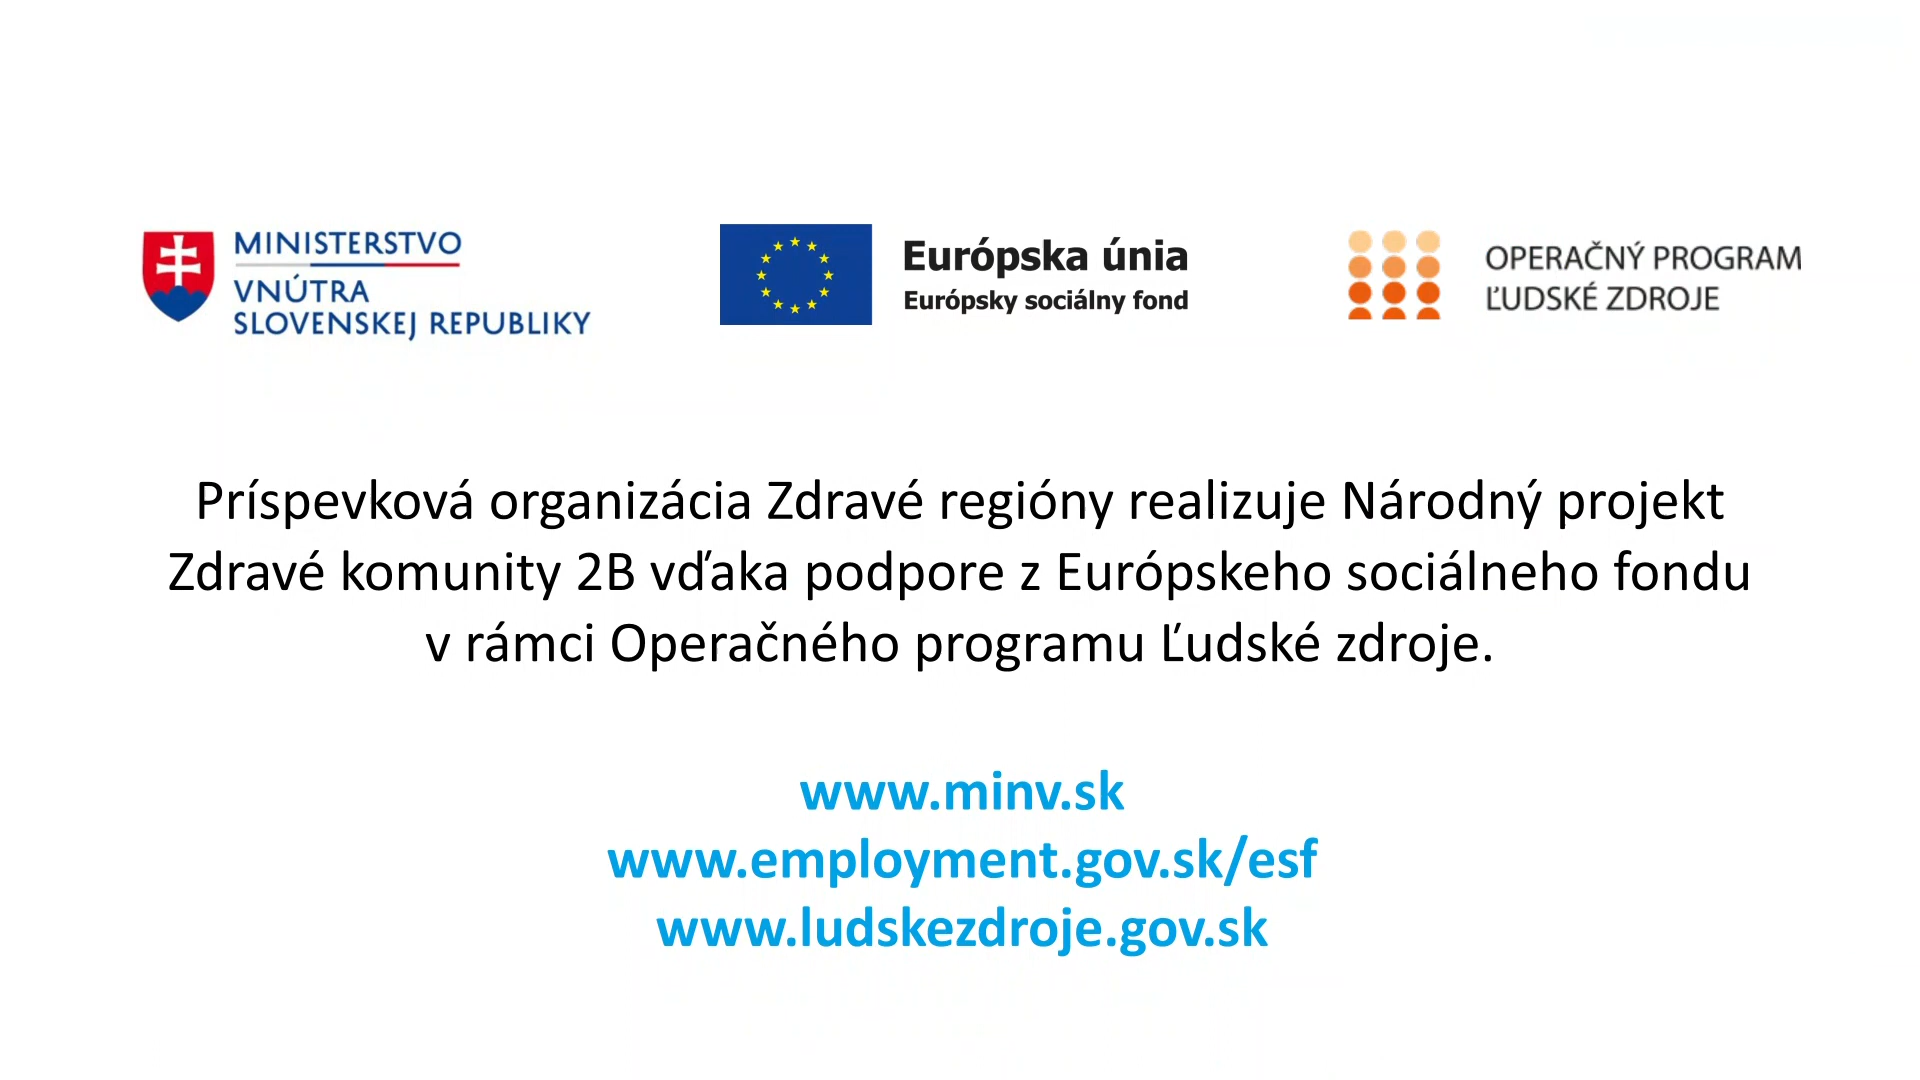 MINISTERSTVO
VNÚTRA
SLOVENSKEJ REPUBLIKY
Európska únia
Európsky sociálny fond
OPERAČNÝ PROGRAM
ĽUDSKÉ ZDROJE
Príspevková organizácia Zdravé regióny realizuje Národný projekt
Zdravé komunity 2B vďaka podpore z Európskeho sociálneho fondu
v rámci Operačného programu Ľudské zdroje.
www.minv.sk
www.employment.gov.sk/esf
www.ludskezdroje.gov.sk